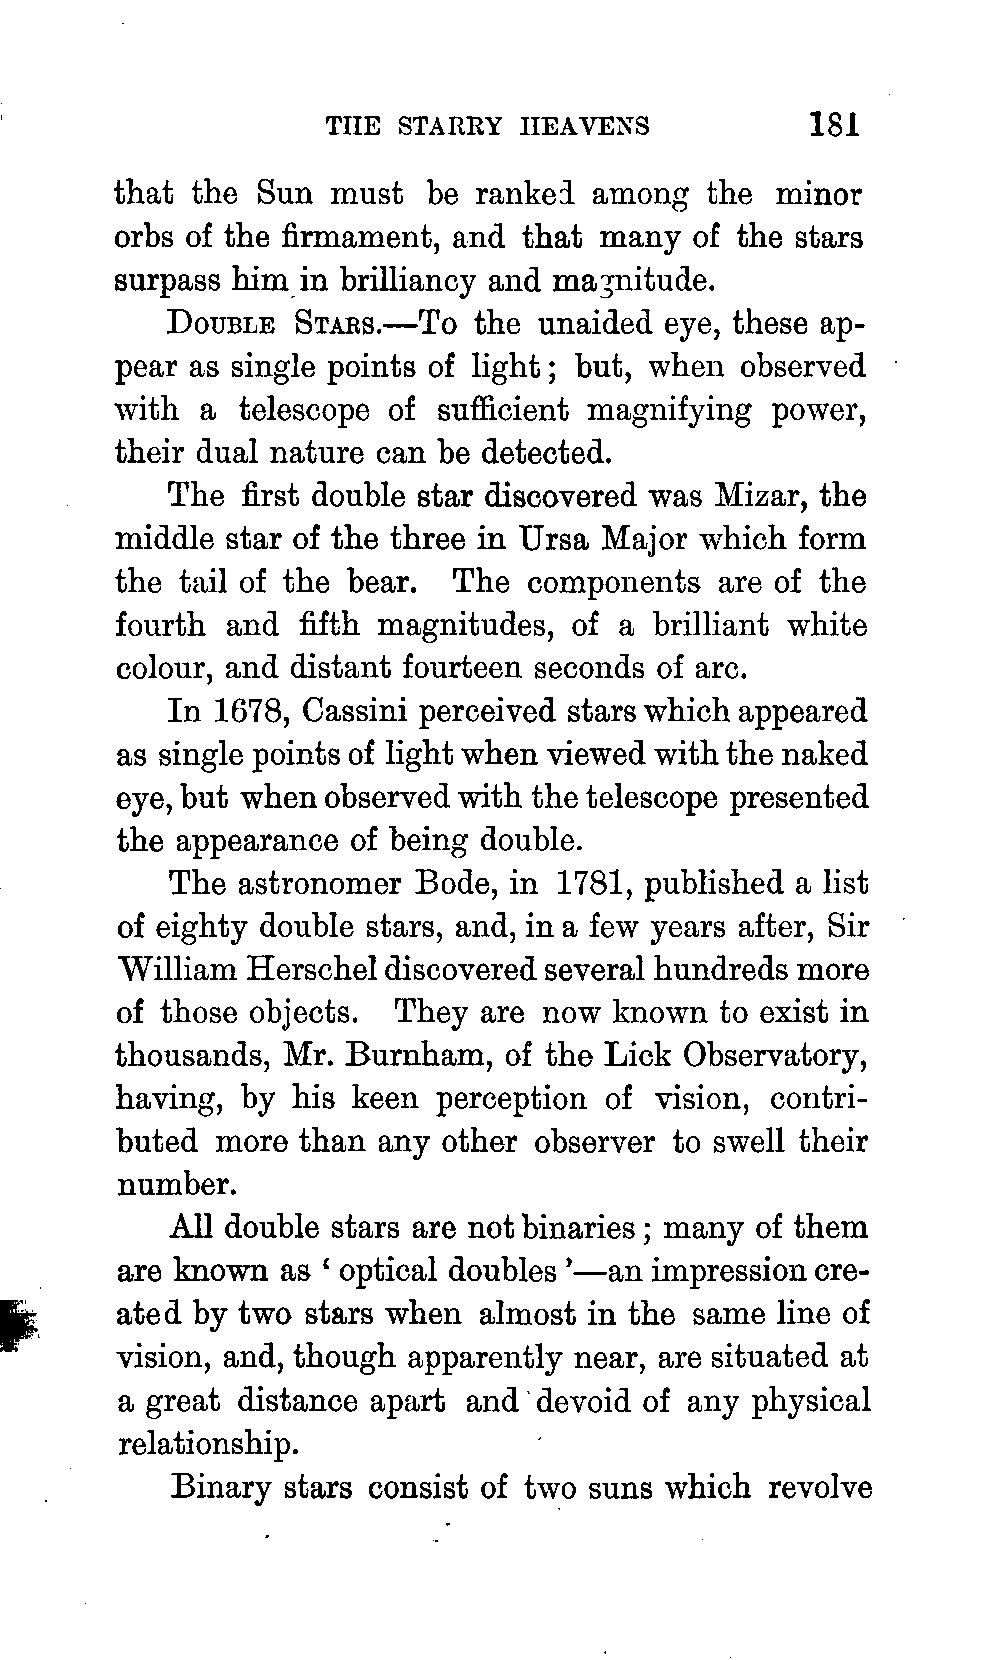 THE STARRY HEAVENS 181
that the Sun must be ranked among the minor
orbs of the firmament, and that many of the stars
surpass him in brilliancy and magnitude.
DOUBLE STARS.—To the unaided eye, these ap-
pear as single points of light; but, when observed
with a telescope of sufficient magnifying power,
their dual nature can be detected.
The first double star discovered was Mizar, the
middle star of the three in Ursa Major which form
the tail of the bear. The components are of the
fourth and fifth magnitudes, of a brilliant white
colour, and distant fourteen seconds of arc.
In 1678, Cassini perceived stars which appeared
as single points of light when viewed with the naked
eye, but when observed with the telescope presented
the appearance of being double.
The astronomer Bode, in 1781, published a list
of eighty double stars, and, in a few years after, Sir
William Herschel discovered several hundreds more
of those objects. They are now known to exist in
thousands, Mr. Burnham, of the Lick Observatory,
having, by his keen perception of vision, contri-
buted more than any other observer to swell their
number.
All double stars are not binaries; many of them
are known as ‘optical doubles’—an impression cre-
ated by two stars when almost in the same line of
vision, and, though apparently near, are situated at
a great distance apart and devoid of any physical
relationship.
Binary stars consist of two suns which revolve